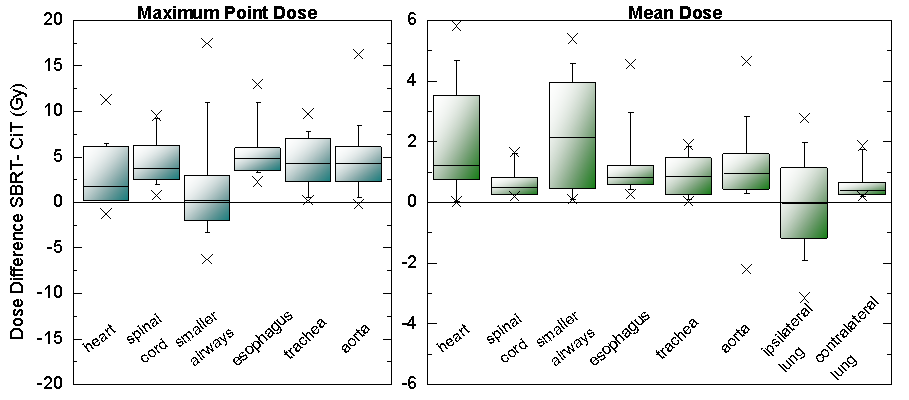 Maximum Point Dose
Mean Dose
Dose Difference SBRT- CiT (Gy)
20
15
10
5
0
-5
-10
-15
-20
heart
spinal
cord
smaller
airways
esophagus
trachea
aorta
6
4
2
0
-2
-4
-6
heart
spinal
cord
smaller
airways
esophagus
trachea
aorta
ipsilateral
lung
contralateral
lung